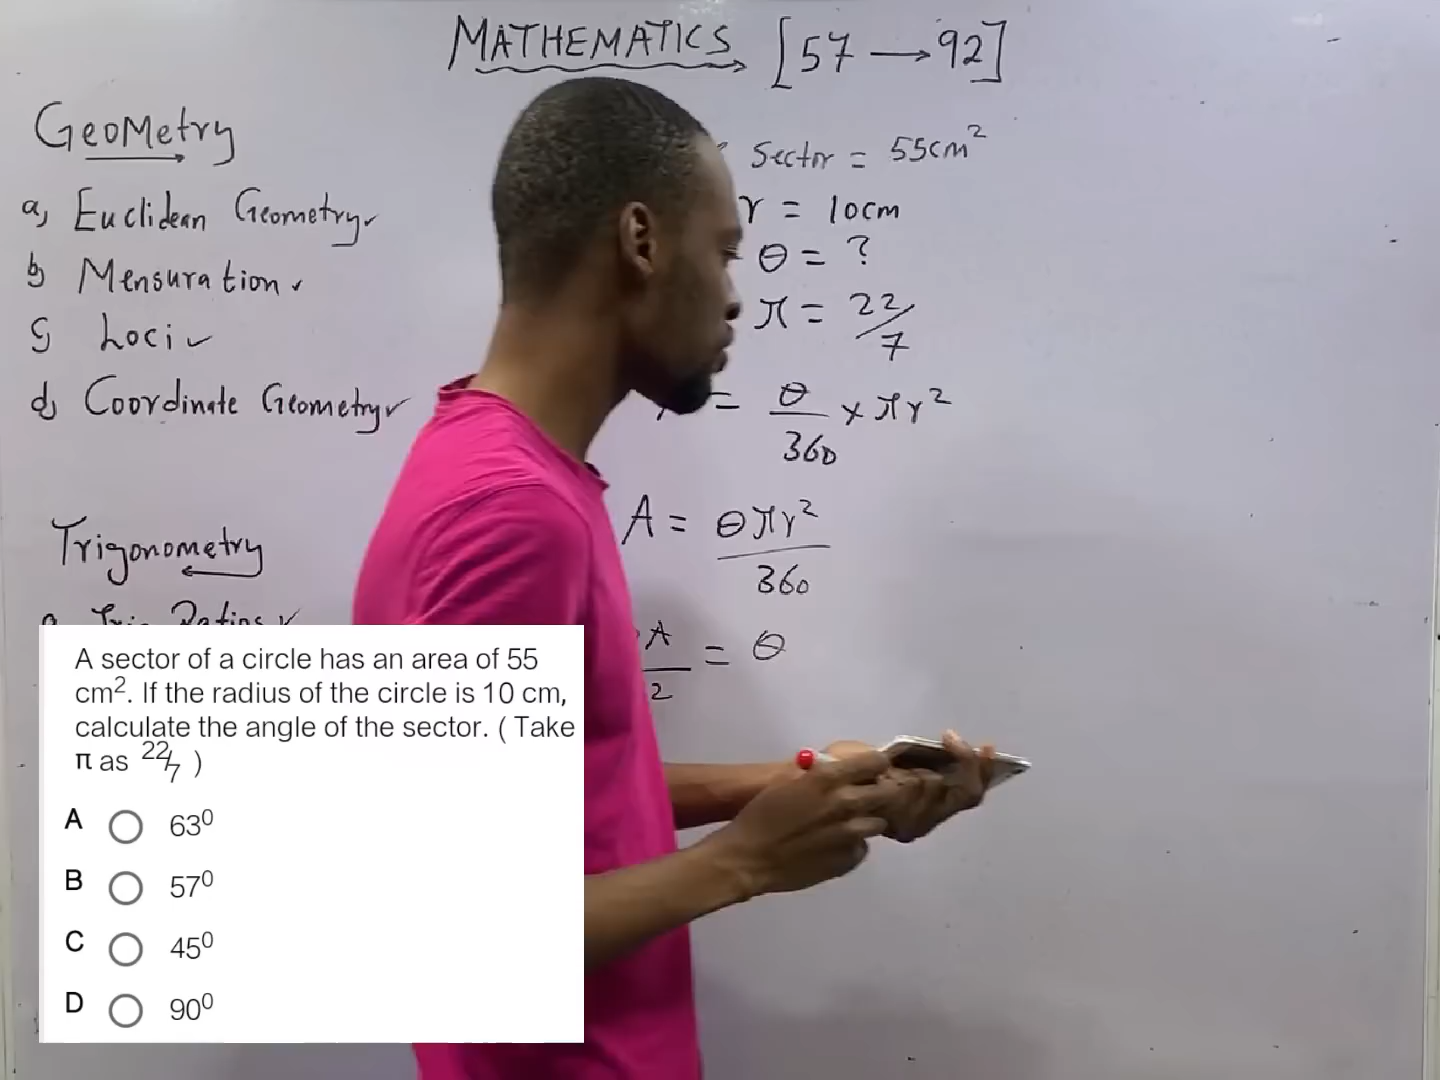 MATHEMATICS [57 → 92]
Geometry
a, Euclidean Geometry
b, Mensuration
c, Loci
d, Coordinate Geometry
Trigonometry
Sector = 55cm²
r = 10cm
θ = ?
π = 22/7
= θ/360 × πr²
A = θπr²/360
A/2 = θ
A sector of a circle has an area of 55
cm². If the radius of the circle is 10 cm,
calculate the angle of the sector. ( Take
π as 22/7 )
A 63⁰
B 57⁰
C 45⁰
D 90⁰